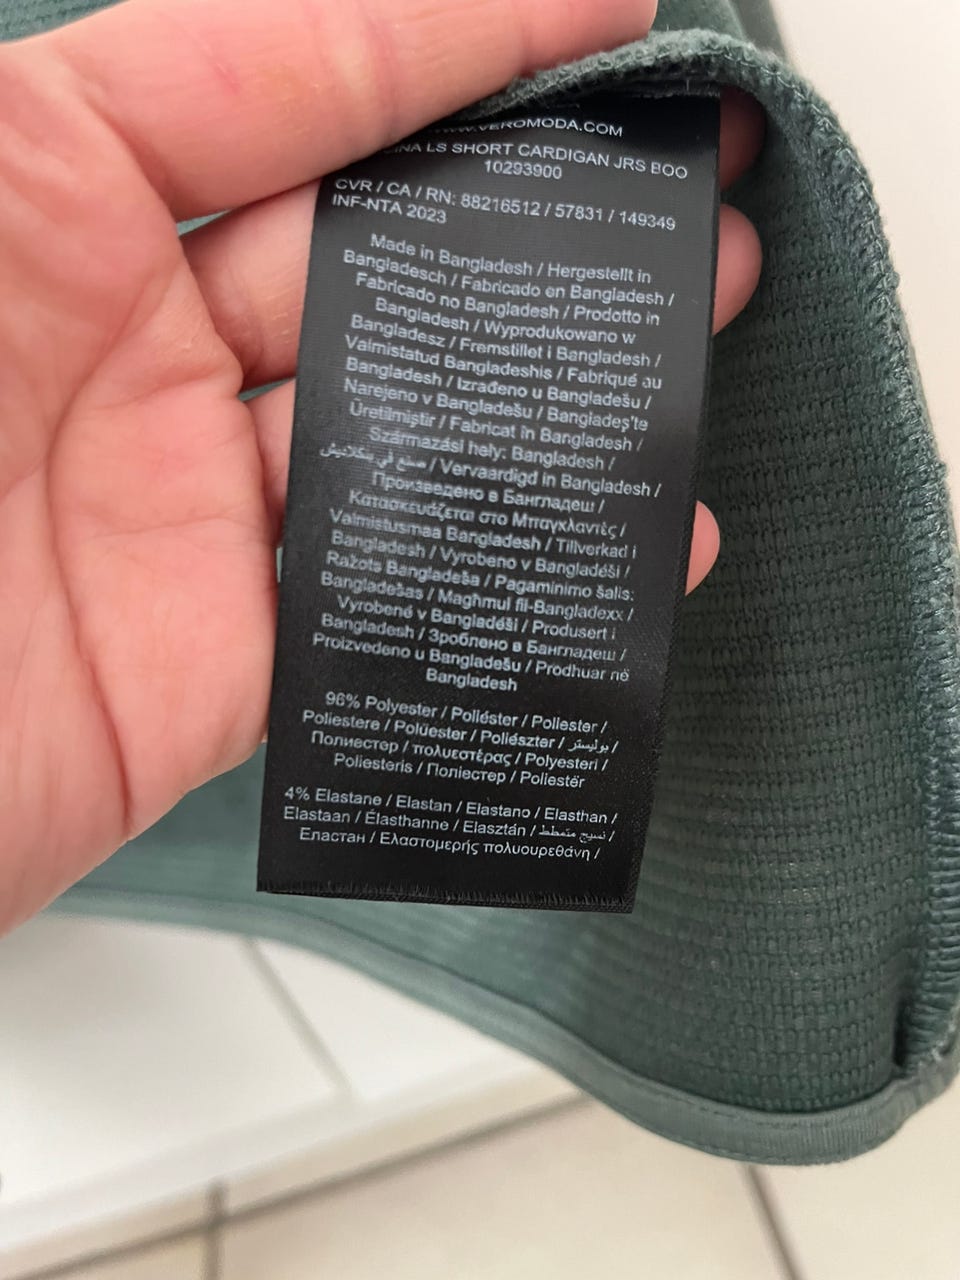 WWW.VEROMODA.COM
LS SHORT CARDIGAN JRS BOO
10293900
CVR / CA / RN: 88216512 / 57831 / 149349
INF-NTA 2023
Made in Bangladesh / Hergestellt in
Bangladesch / Fabricado en Bangladesh /
Fabricado no Bangladesh / Prodotto in
Bangladesh / Wyprodukowano w
Bangladesz / Fremstillet i Bangladesh /
Valmistatud Bangladeshis / Fabriqué au
Bangladesh / Izrađeno u Bangladešu /
Narejeno v Bangladešu / Bangladeş'te
Üretilmiştir / Fabricat în Bangladesh /
Származási hely: Bangladesh /
صنع في بنكلاديش / Vervaardigd in Bangladesh /
Произведено в Бангладеш /
Κατασκευάζεται στο Μπαγκλαντές /
Valmistusmaa Bangladesh / Tillverkad i
Bangladesh / Vyrobeno v Bangladéši /
Ražots Bangladeša / Pagaminimo šalis:
Bangladešas / Magħmul fil-Bangladexx /
Vyrobené v Bangladéši / Produsert i
Bangladesh / Зроблено в Бангладеш /
Proizvedeno u Bangladešu / Prodhuar në
Bangladesh
96% Polyester / Poliéster / Poliester /
Poliestere / Polüester / Poliészter / بوليستر /
Полиестер / πολυεστέρας / Polyesteri /
Poliesteris / Поліестер / Poliestër
4% Elastane / Elastan / Elastano / Elasthan /
Elastaan / Élasthanne / Elasztán / نسيج متمطط /
Еластан / Ελαστομερής πολυουρεθάνη /